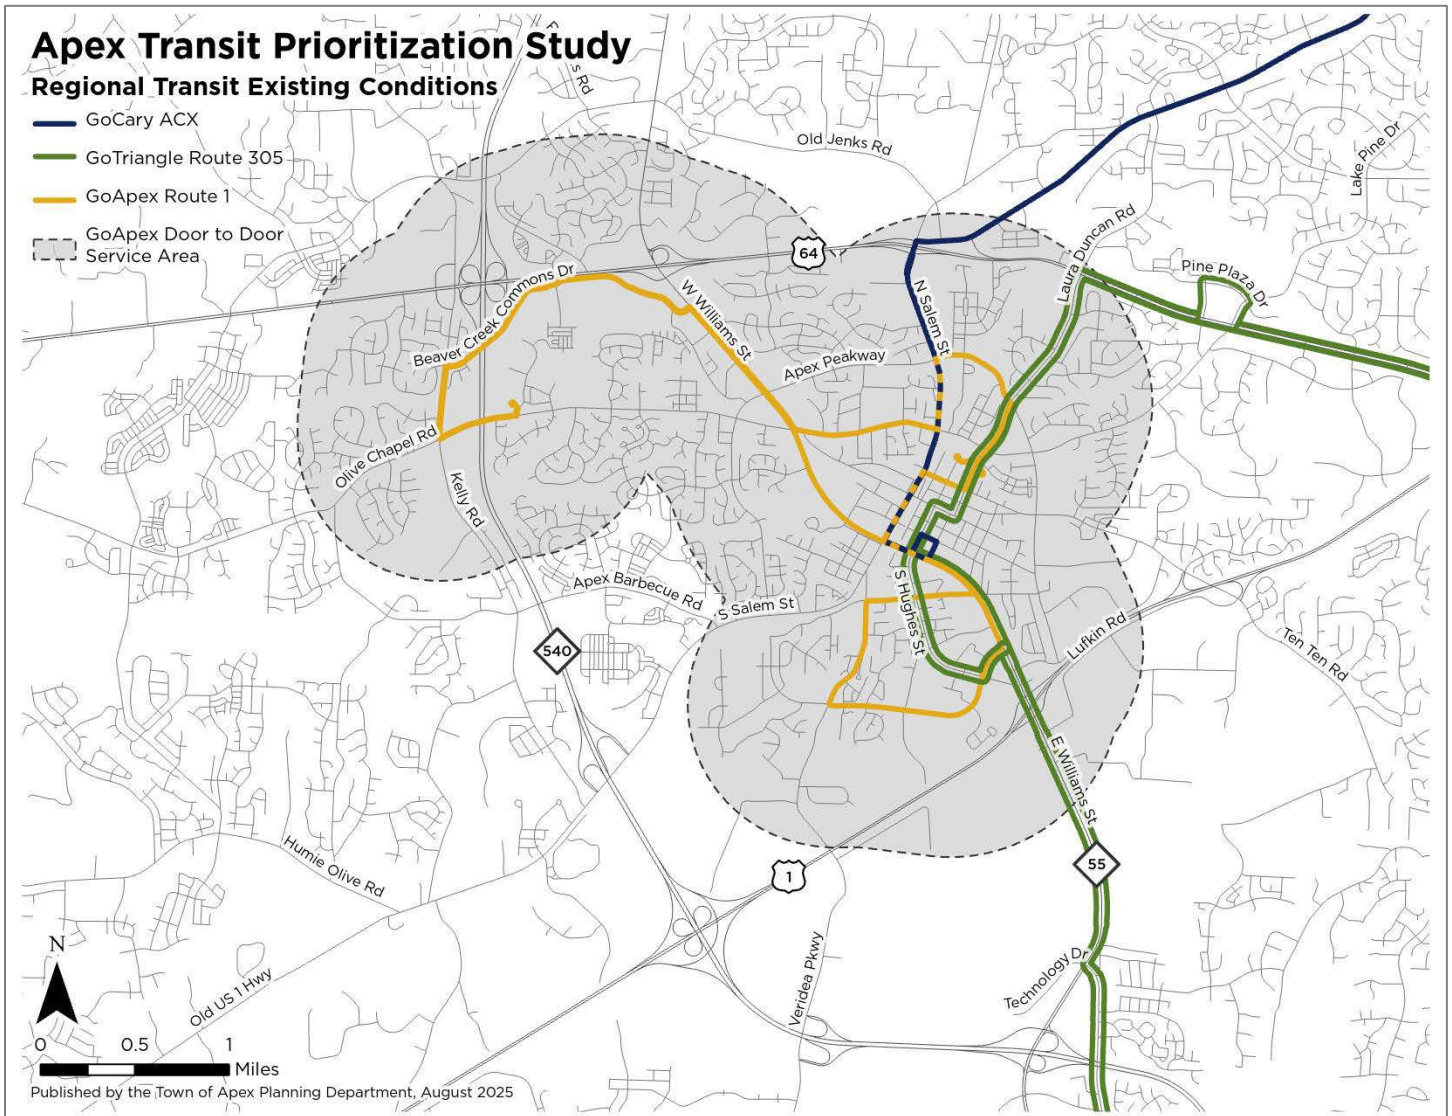 Apex Transit Prioritization Study
Regional Transit Existing Conditions
GoCary ACX
GoTriangle Route 305
GoApex Route 1
GoApex Door to Door
Service Area
s Rd
Old Jenks Rd
Lake Pine Dr
64
Laura Duncan Rd
Pine Plaza Dr
Beaver Creek Commons Dr
W Williams St
N Salem St
Apex Peakway
Olive Chapel Rd
Kelly Rd
Apex Barbecue Rd
S Salem St
S Hughes St
Lufkin Rd
Ten Ten Rd
540
E Williams St
55
1
Humie Olive Rd
Old US 1 Hwy
Veridea Pkwy
Technology Dr
N
0 0.5 1
Miles
Published by the Town of Apex Planning Department, August 2025